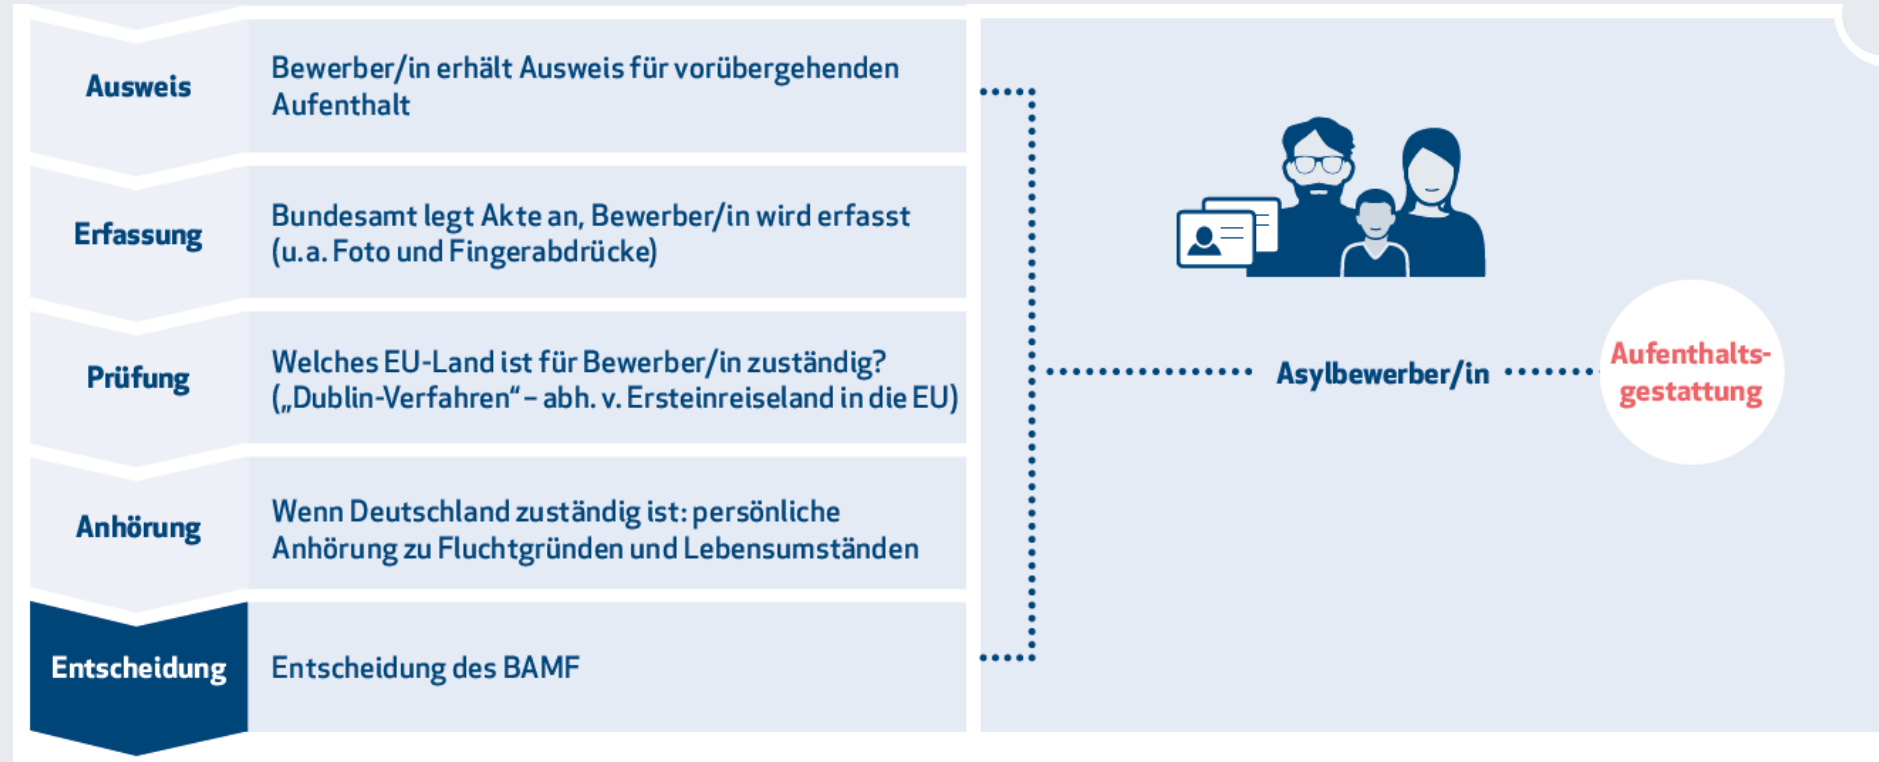 Ausweis
Bewerber/in erhält Ausweis für vorübergehenden
Aufenthalt
Erfassung
Bundesamt legt Akte an, Bewerber/in wird erfasst
(u.a. Foto und Fingerabdrücke)
Prüfung
Welches EU-Land ist für Bewerber/in zuständig?
(„Dublin-Verfahren“ – abh. v. Ersteinreiseland in die EU)
Anhörung
Wenn Deutschland zuständig ist: persönliche
Anhörung zu Fluchtgründen und Lebensumständen
Entscheidung
Entscheidung des BAMF
Asylbewerber/in
Aufenthalts-
gestattung